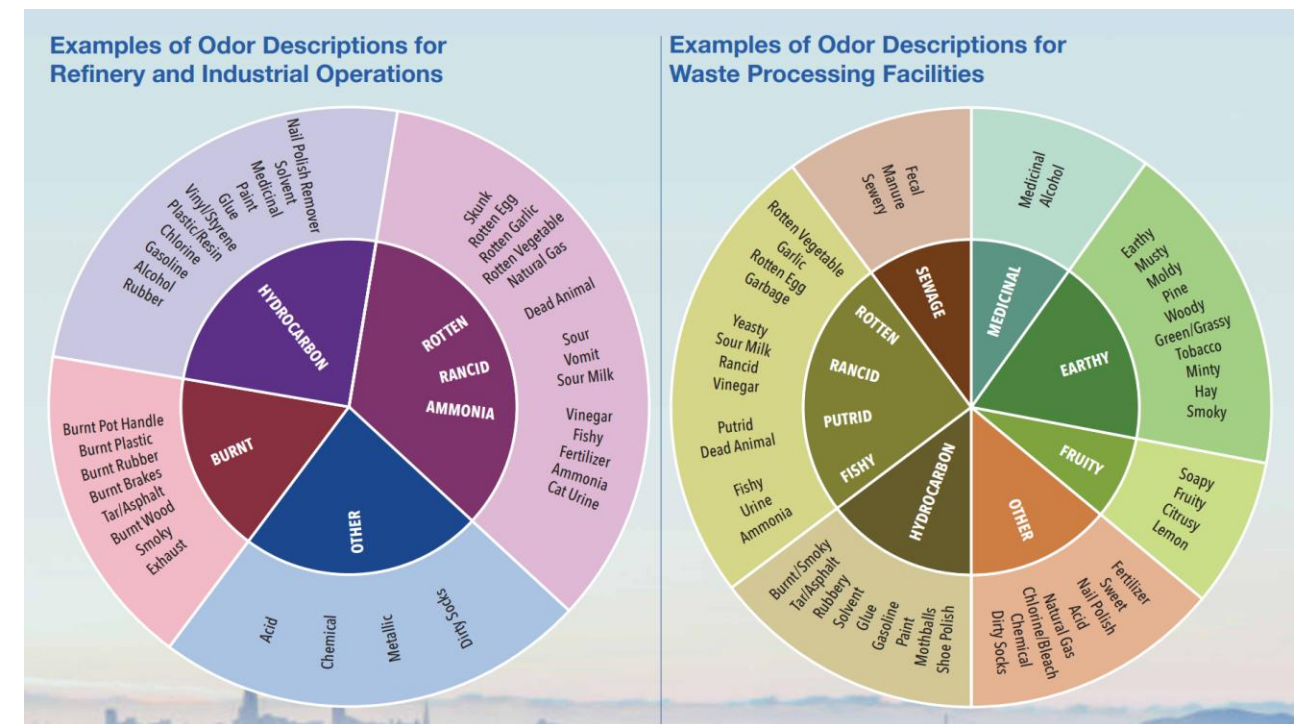 Examples of Odor Descriptions for
Refinery and Industrial Operations
Nail Polish Remover
Solvent
Medicinal
Paint
Glue
Vinyl/Styrene
Plastic/Resin
Chlorine
Gasoline
Alcohol
Rubber
HYDROCARBON
Skunk
Rotten Egg
Rotten Garlic
Rotten Vegetable
Natural Gas
Dead Animal
Sour
Vomit
Sour Milk
Vinegar
Fishy
Fertilizer
Ammonia
Cat Urine
ROTTEN
RANCID
AMMONIA
Burnt Pot Handle
Burnt Plastic
Burnt Rubber
Burnt Brakes
Tar/Asphalt
Burnt Wood
Smoky
Exhaust
BURNT
OTHER
Acid
Chemical
Metallic
Dirty Socks
Examples of Odor Descriptions for
Waste Processing Facilities
Fecal
Manure
Sewery
SEWAGE
Medicinal
Alcohol
MEDICINAL
Earthy
Musty
Moldy
Pine
Woody
Green/Grassy
Tobacco
Minty
Hay
Smoky
EARTHY
Soapy
Fruity
Citrusy
Lemon
FRUITY
Rotten Vegetable
Garlic
Rotten Egg
Garbage
Yeasty
Sour Milk
Rancid
Vinegar
Putrid
Dead Animal
Fishy
Urine
Ammonia
ROTTEN
RANCID
PUTRID
FISHY
HYDROCARBON
Burnt/Smoky
Tar/Asphalt
Rubbery
Solvent
Glue
Gasoline
Paint
Mothballs
Shoe Polish
OTHER
Fertilizer
Sweet
Nail Polish
Acid
Natural Gas
Chlorine/Bleach
Chemical
Dirty Socks